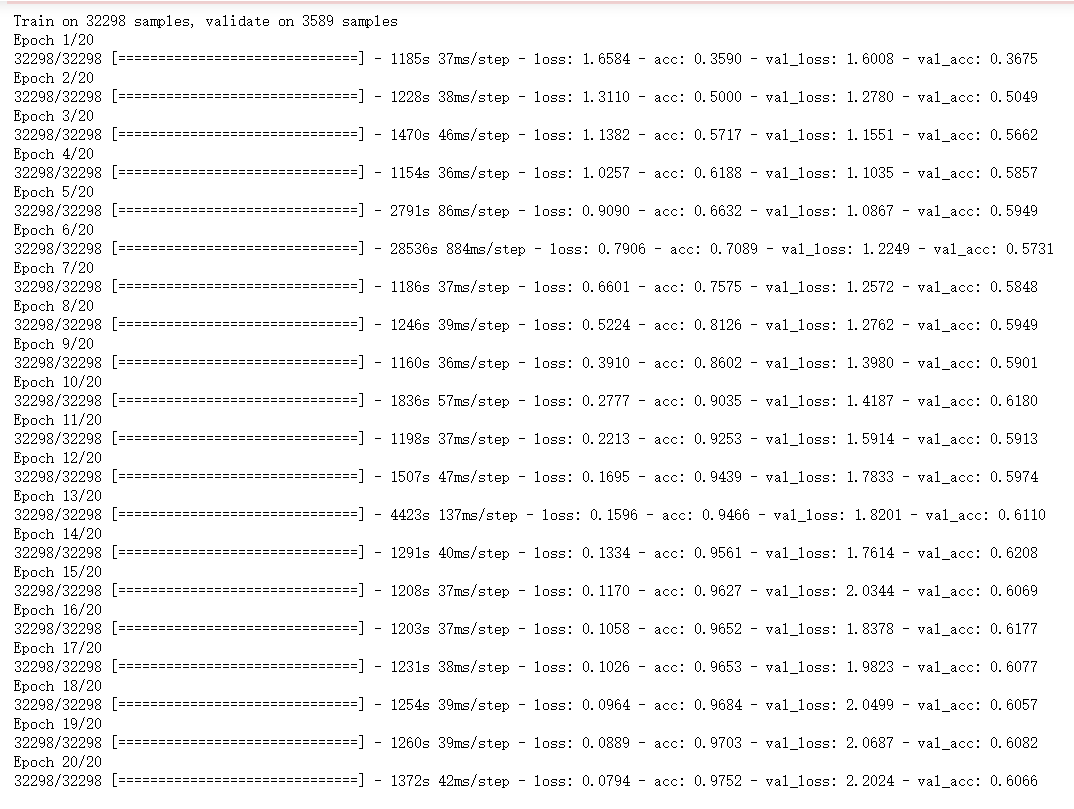 Train on 32298 samples, validate on 3589 samples
Epoch 1/20
32298/32298 [==============================] - 1185s 37ms/step - loss: 1.6584 - acc: 0.3590 - val_loss: 1.6008 - val_acc: 0.3675
Epoch 2/20
32298/32298 [==============================] - 1228s 38ms/step - loss: 1.3110 - acc: 0.5000 - val_loss: 1.2780 - val_acc: 0.5049
Epoch 3/20
32298/32298 [==============================] - 1470s 46ms/step - loss: 1.1382 - acc: 0.5717 - val_loss: 1.1551 - val_acc: 0.5662
Epoch 4/20
32298/32298 [==============================] - 1154s 36ms/step - loss: 1.0257 - acc: 0.6188 - val_loss: 1.1035 - val_acc: 0.5857
Epoch 5/20
32298/32298 [==============================] - 2791s 86ms/step - loss: 0.9090 - acc: 0.6632 - val_loss: 1.0867 - val_acc: 0.5949
Epoch 6/20
32298/32298 [==============================] - 28536s 884ms/step - loss: 0.7906 - acc: 0.7089 - val_loss: 1.2249 - val_acc: 0.5731
Epoch 7/20
32298/32298 [==============================] - 1186s 37ms/step - loss: 0.6601 - acc: 0.7575 - val_loss: 1.2572 - val_acc: 0.5848
Epoch 8/20
32298/32298 [==============================] - 1246s 39ms/step - loss: 0.5224 - acc: 0.8126 - val_loss: 1.2762 - val_acc: 0.5949
Epoch 9/20
32298/32298 [==============================] - 1160s 36ms/step - loss: 0.3910 - acc: 0.8602 - val_loss: 1.3980 - val_acc: 0.5901
Epoch 10/20
32298/32298 [==============================] - 1836s 57ms/step - loss: 0.2777 - acc: 0.9035 - val_loss: 1.4187 - val_acc: 0.6180
Epoch 11/20
32298/32298 [==============================] - 1198s 37ms/step - loss: 0.2213 - acc: 0.9253 - val_loss: 1.5914 - val_acc: 0.5913
Epoch 12/20
32298/32298 [==============================] - 1507s 47ms/step - loss: 0.1695 - acc: 0.9439 - val_loss: 1.7833 - val_acc: 0.5974
Epoch 13/20
32298/32298 [==============================] - 4423s 137ms/step - loss: 0.1596 - acc: 0.9466 - val_loss: 1.8201 - val_acc: 0.6110
Epoch 14/20
32298/32298 [==============================] - 1291s 40ms/step - loss: 0.1334 - acc: 0.9561 - val_loss: 1.7614 - val_acc: 0.6208
Epoch 15/20
32298/32298 [==============================] - 1208s 37ms/step - loss: 0.1170 - acc: 0.9627 - val_loss: 2.0344 - val_acc: 0.6069
Epoch 16/20
32298/32298 [==============================] - 1203s 37ms/step - loss: 0.1058 - acc: 0.9652 - val_loss: 1.8378 - val_acc: 0.6177
Epoch 17/20
32298/32298 [==============================] - 1231s 38ms/step - loss: 0.1026 - acc: 0.9653 - val_loss: 1.9823 - val_acc: 0.6077
Epoch 18/20
32298/32298 [==============================] - 1254s 39ms/step - loss: 0.0964 - acc: 0.9684 - val_loss: 2.0499 - val_acc: 0.6057
Epoch 19/20
32298/32298 [==============================] - 1260s 39ms/step - loss: 0.0889 - acc: 0.9703 - val_loss: 2.0687 - val_acc: 0.6082
Epoch 20/20
32298/32298 [==============================] - 1372s 42ms/step - loss: 0.0794 - acc: 0.9752 - val_loss: 2.2024 - val_acc: 0.6066